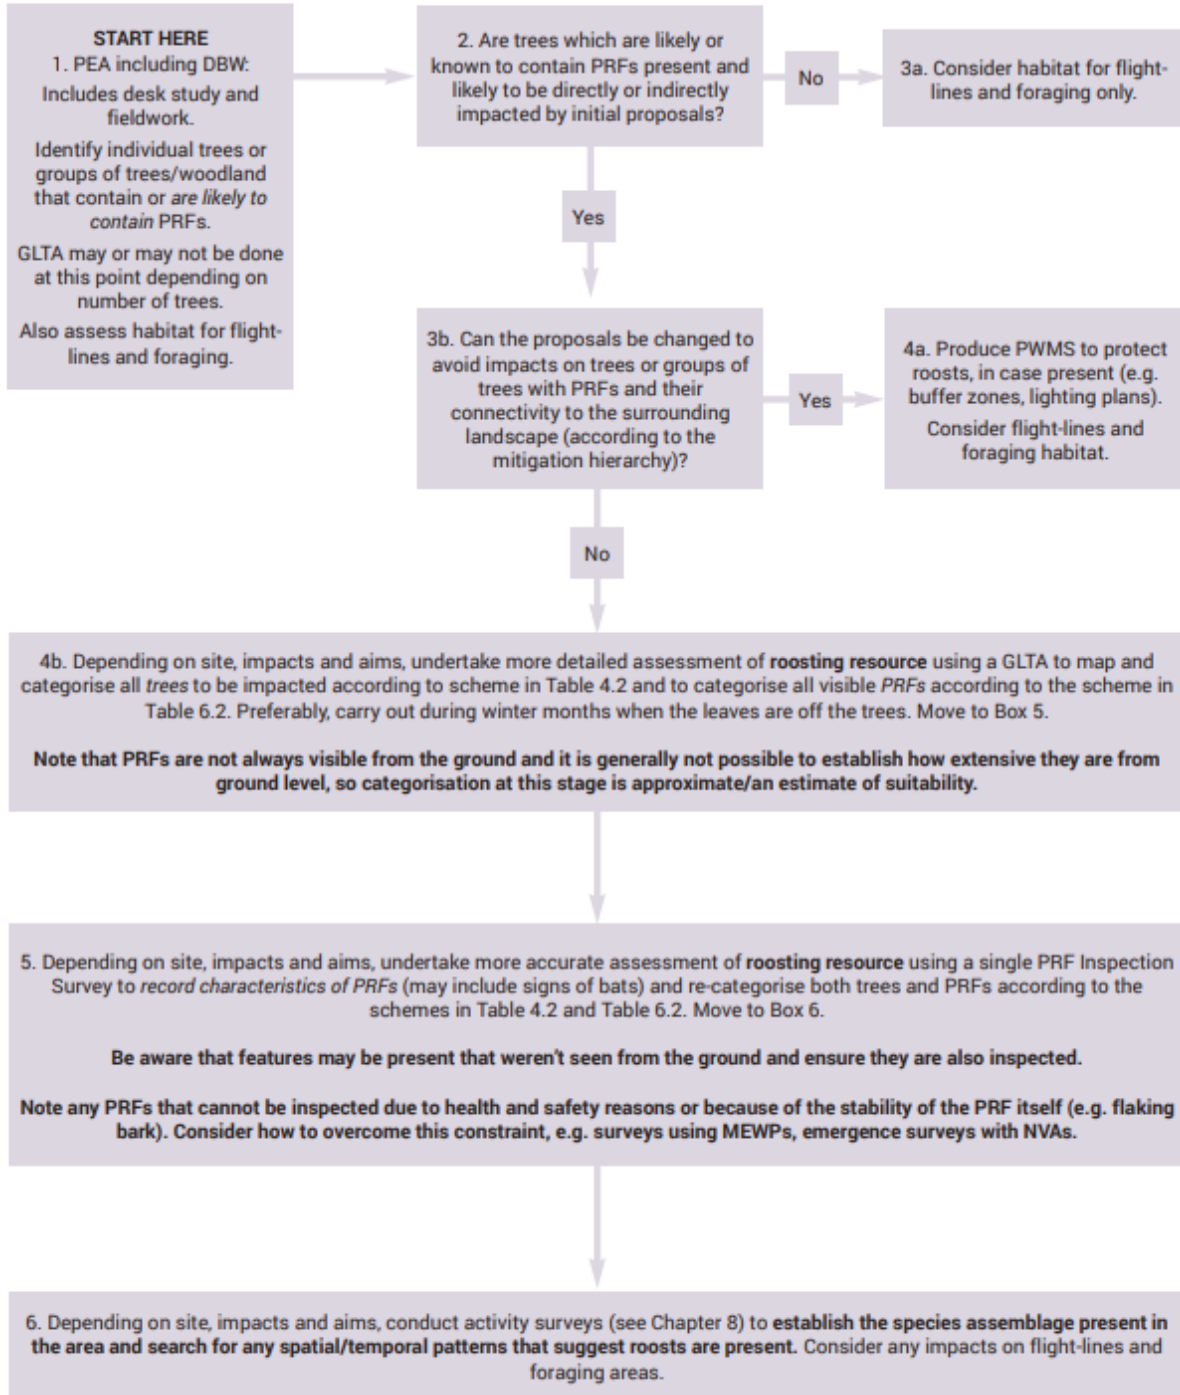 START HERE
1. PEA including DBW:
Includes desk study and
fieldwork.
Identify individual trees or
groups of trees/woodland
that contain or are likely to
contain PRFs.
GLTA may or may not be done
at this point depending on
number of trees.
Also assess habitat for flight-
lines and foraging.
2. Are trees which are likely or
known to contain PRFs present and
likely to be directly or indirectly
impacted by initial proposals?
No
3a. Consider habitat for flight-
lines and foraging only.
Yes
3b. Can the proposals be changed to
avoid impacts on trees or groups of
trees with PRFs and their
connectivity to the surrounding
landscape (according to the
mitigation hierarchy)?
Yes
4a. Produce PWMS to protect
roosts, in case present (e.g.
buffer zones, lighting plans).
Consider flight-lines and
foraging habitat.
No
4b. Depending on site, impacts and aims, undertake more detailed assessment of roosting resource using a GLTA to map and
categorise all trees to be impacted according to scheme in Table 4.2 and to categorise all visible PRFs according to the scheme in
Table 6.2. Preferably, carry out during winter months when the leaves are off the trees. Move to Box 5.
Note that PRFs are not always visible from the ground and it is generally not possible to establish how extensive they are from
ground level, so categorisation at this stage is approximate/an estimate of suitability.
5. Depending on site, impacts and aims, undertake more accurate assessment of roosting resource using a single PRF Inspection
Survey to record characteristics of PRFs (may include signs of bats) and re-categorise both trees and PRFs according to the
schemes in Table 4.2 and Table 6.2. Move to Box 6.
Be aware that features may be present that weren't seen from the ground and ensure they are also inspected.
Note any PRFs that cannot be inspected due to health and safety reasons or because of the stability of the PRF itself (e.g. flaking
bark). Consider how to overcome this constraint, e.g. surveys using MEWPs, emergence surveys with NVAs.
6. Depending on site, impacts and aims, conduct activity surveys (see Chapter 8) to establish the species assemblage present in
the area and search for any spatial/temporal patterns that suggest roosts are present. Consider any impacts on flight-lines and
foraging areas.